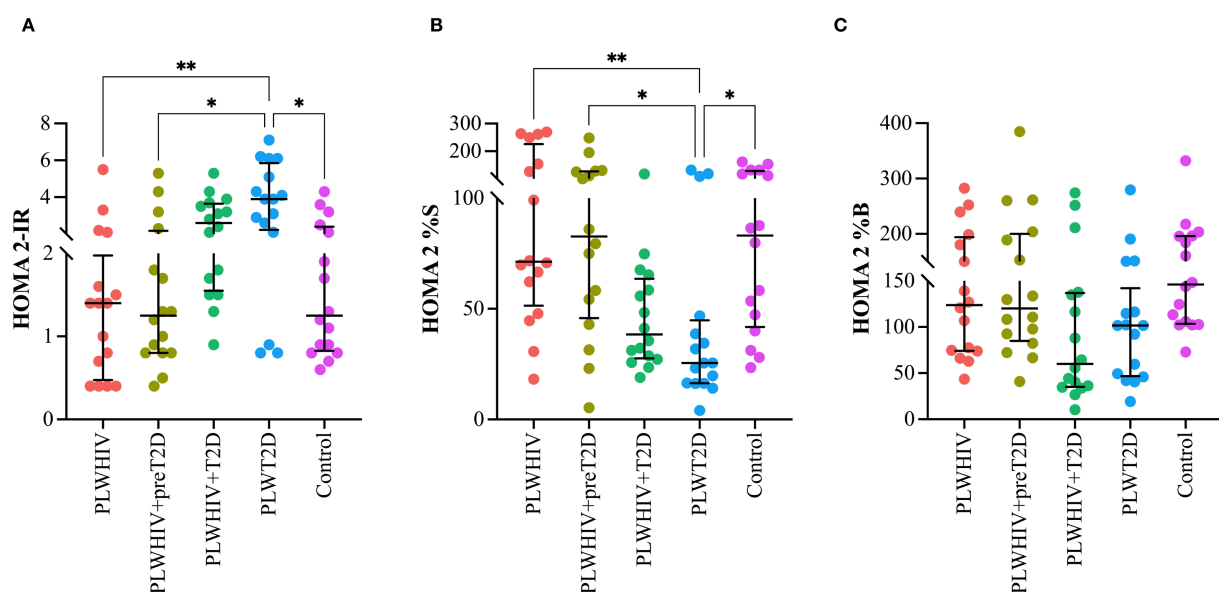 A
HOMA 2-IR
8
6
4
2
1
0
**
*
*
PLWHIV
PLWHIV+preT2D
PLWHIV+T2D
PLWT2D
Control
B
HOMA 2 %S
300
200
100
50
0
**
*
*
PLWHIV
PLWHIV+preT2D
PLWHIV+T2D
PLWT2D
Control
C
HOMA 2 %B
400
300
200
150
100
50
0
PLWHIV
PLWHIV+preT2D
PLWHIV+T2D
PLWT2D
Control